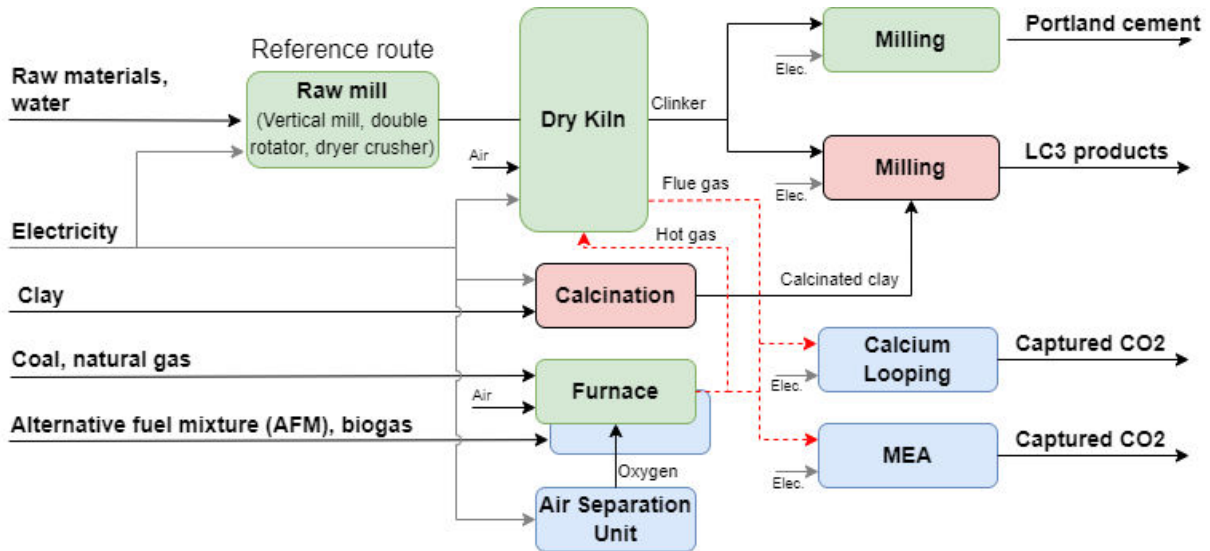 Portland cement
Milling
Elec.
Reference route
Raw materials,
water
Raw mill
(Vertical mill, double
rotator, dryer crusher)
Dry Kiln
Clinker
Air
LC3 products
Milling
Elec.
Flue gas
Electricity
Hot gas
Clay
Calcination
Calcinated clay
Coal, natural gas
Furnace
Air
Calcium
Looping
Elec.
Captured CO2
Alternative fuel mixture (AFM), biogas
MEA
Elec.
Captured CO2
Oxygen
Air Separation
Unit